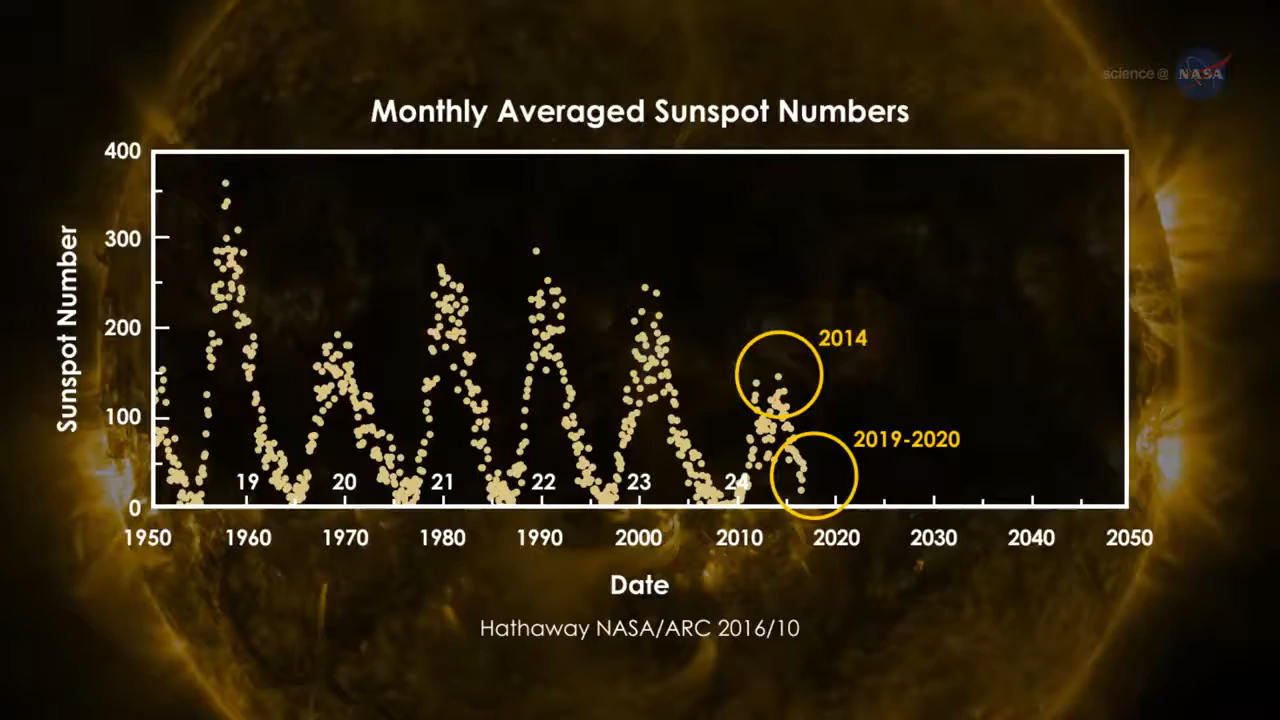 science@ NASA
Monthly Averaged Sunspot Numbers
400
300
200
100
0
Sunspot Number
2014
2019-2020
19 20 21 22 23 24
1950 1960 1970 1980 1990 2000 2010 2020 2030 2040 2050
Date
Hathaway NASA/ARC 2016/10